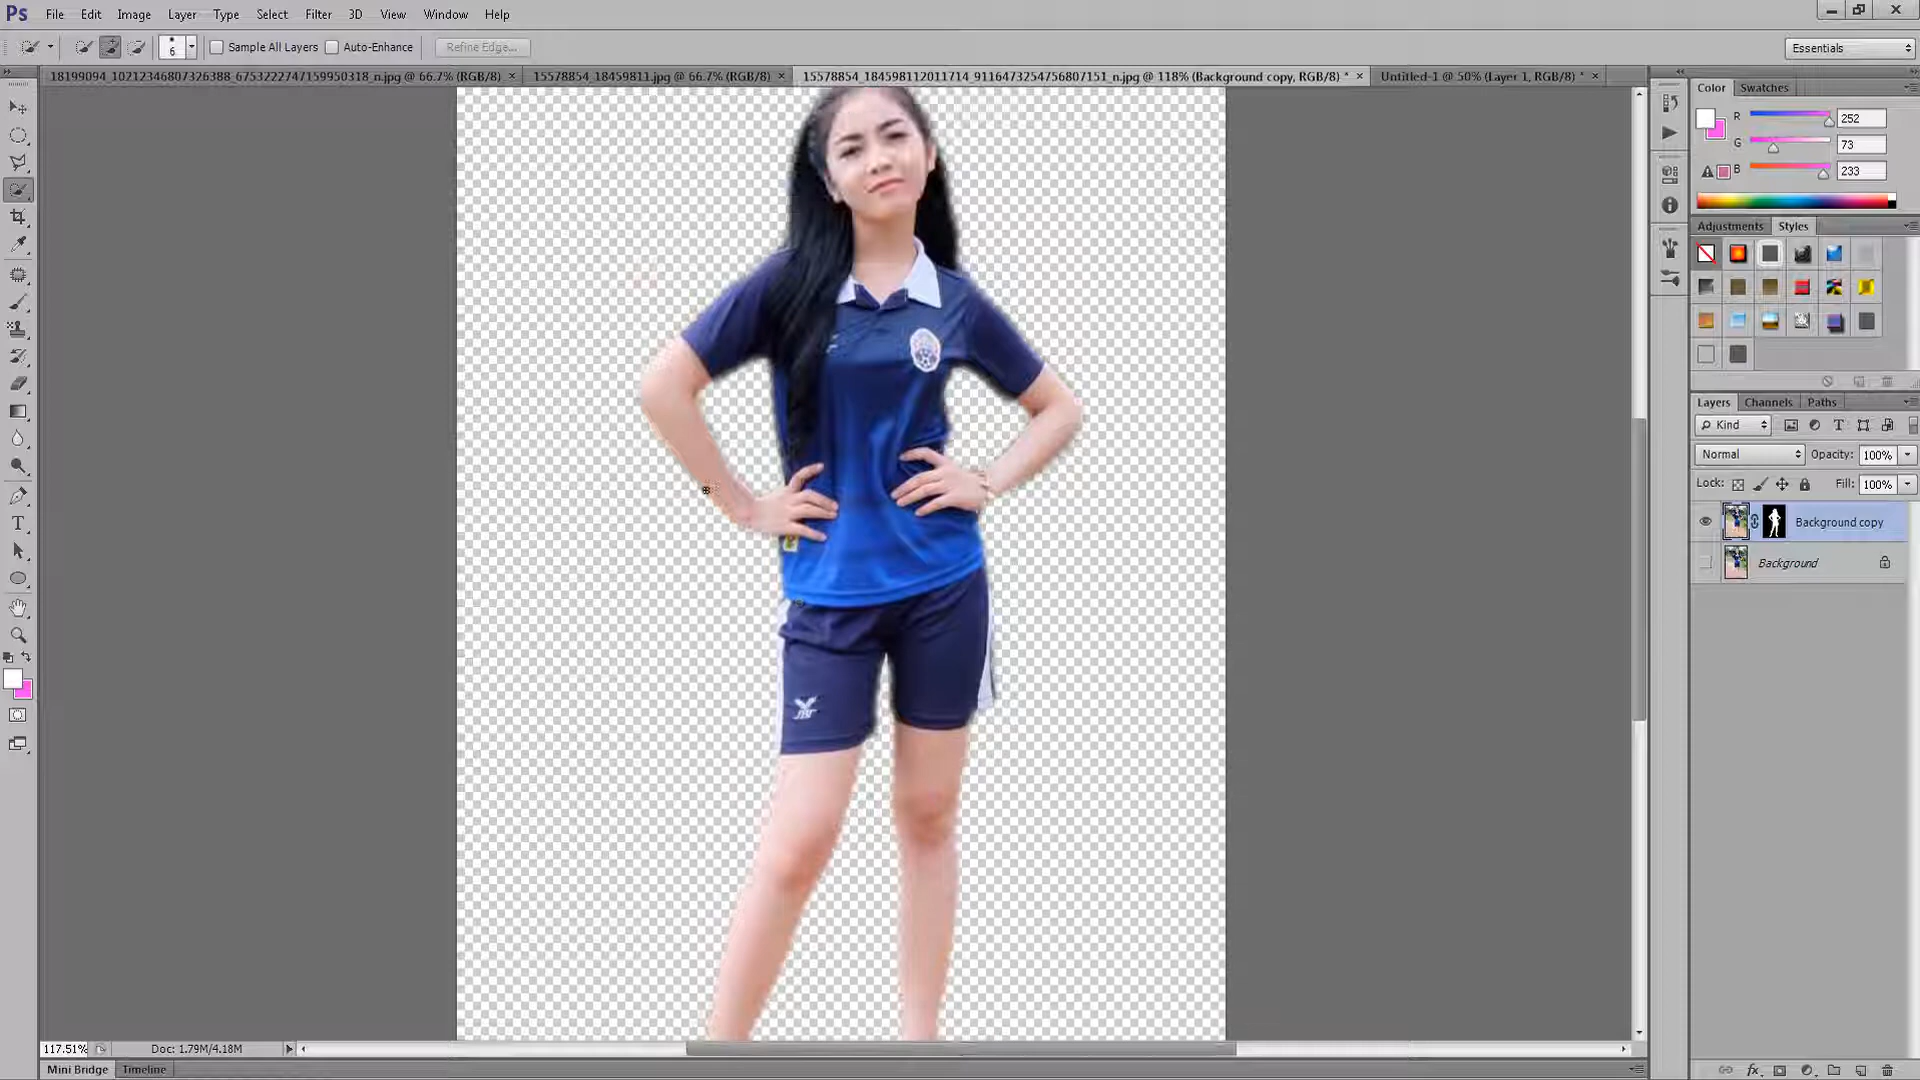 Ps File Edit Image Layer Type Select Filter 3D View Window Help
6 Sample All Layers Auto-Enhance Refine Edge... Essentials
18199094_10212346807326388_6753222747159950318_n.jpg @ 66.7% (RGB/8) × 15578854_18459811.jpg @ 66.7% (RGB/8) × 15578854_184598112011714_9116473254756807151_n.jpg @ 118% (Background copy, RGB/8) * × Untitled-1 @ 50% (Layer 1, RGB/8) * ×
Color Swatches
R 252
G 73
B 233
Adjustments Styles
Layers Channels Paths
Kind
Normal Opacity: 100%
Lock: Fill: 100%
Background copy
Background
T
117.51% Doc: 1.79M/4.18M
Mini Bridge Timeline
fx